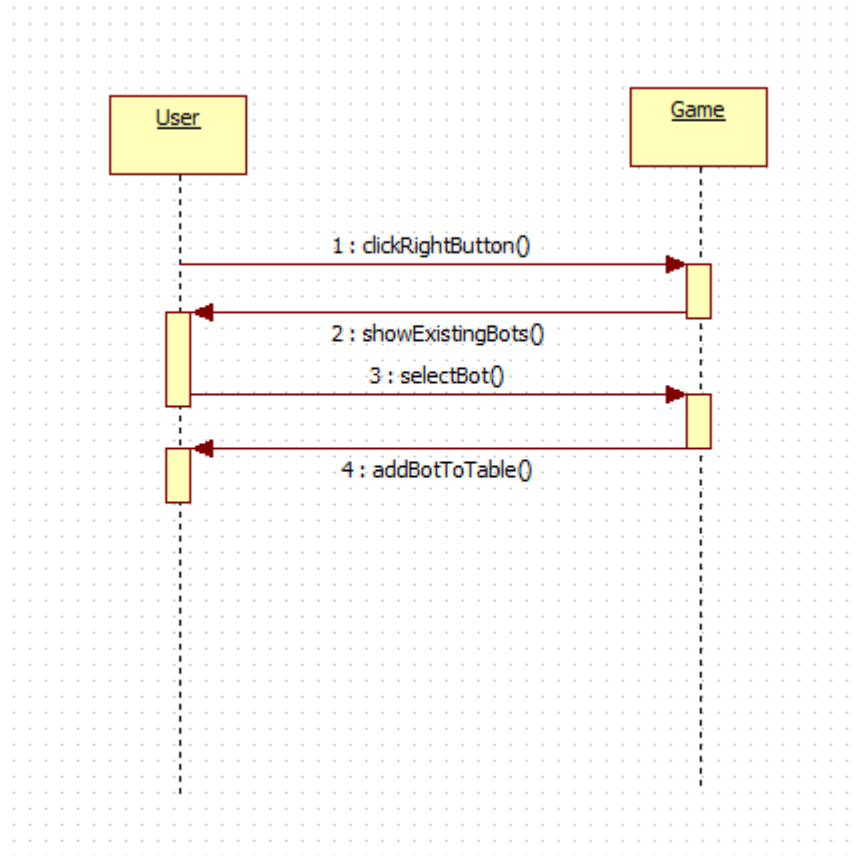 User
Game
1 : clickRightButton()
2 : showExistingBots()
3 : selectBot()
4 : addBotToTable()